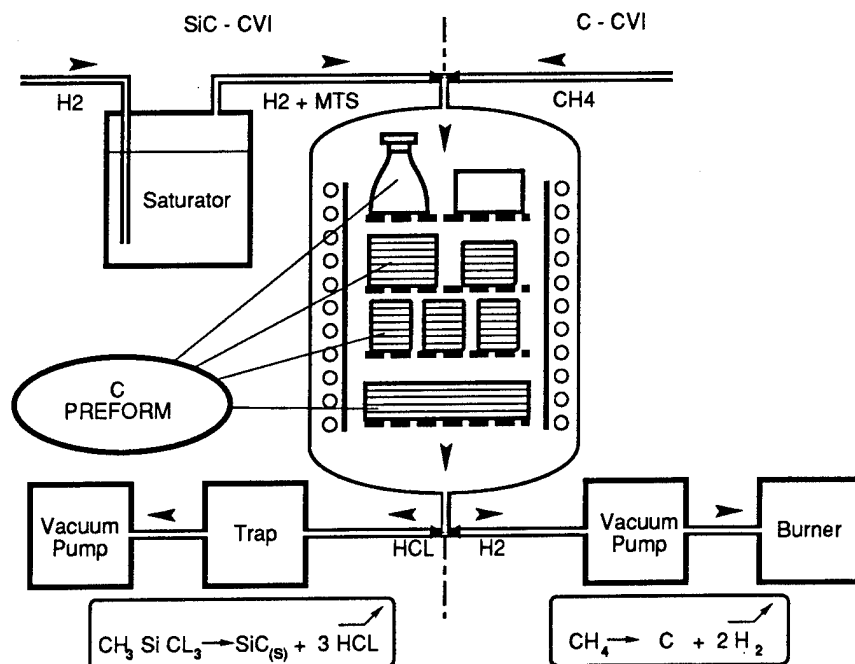 SiC - CVI
C - CVI
H2
H2 + MTS
CH4
Saturator
C
PREFORM
Vacuum
Pump
Trap
HCL
H2
Vacuum
Pump
Burner
CH₃ Si CL₃ → SiC(S) + 3 HCL
CH₄ → C + 2 H₂